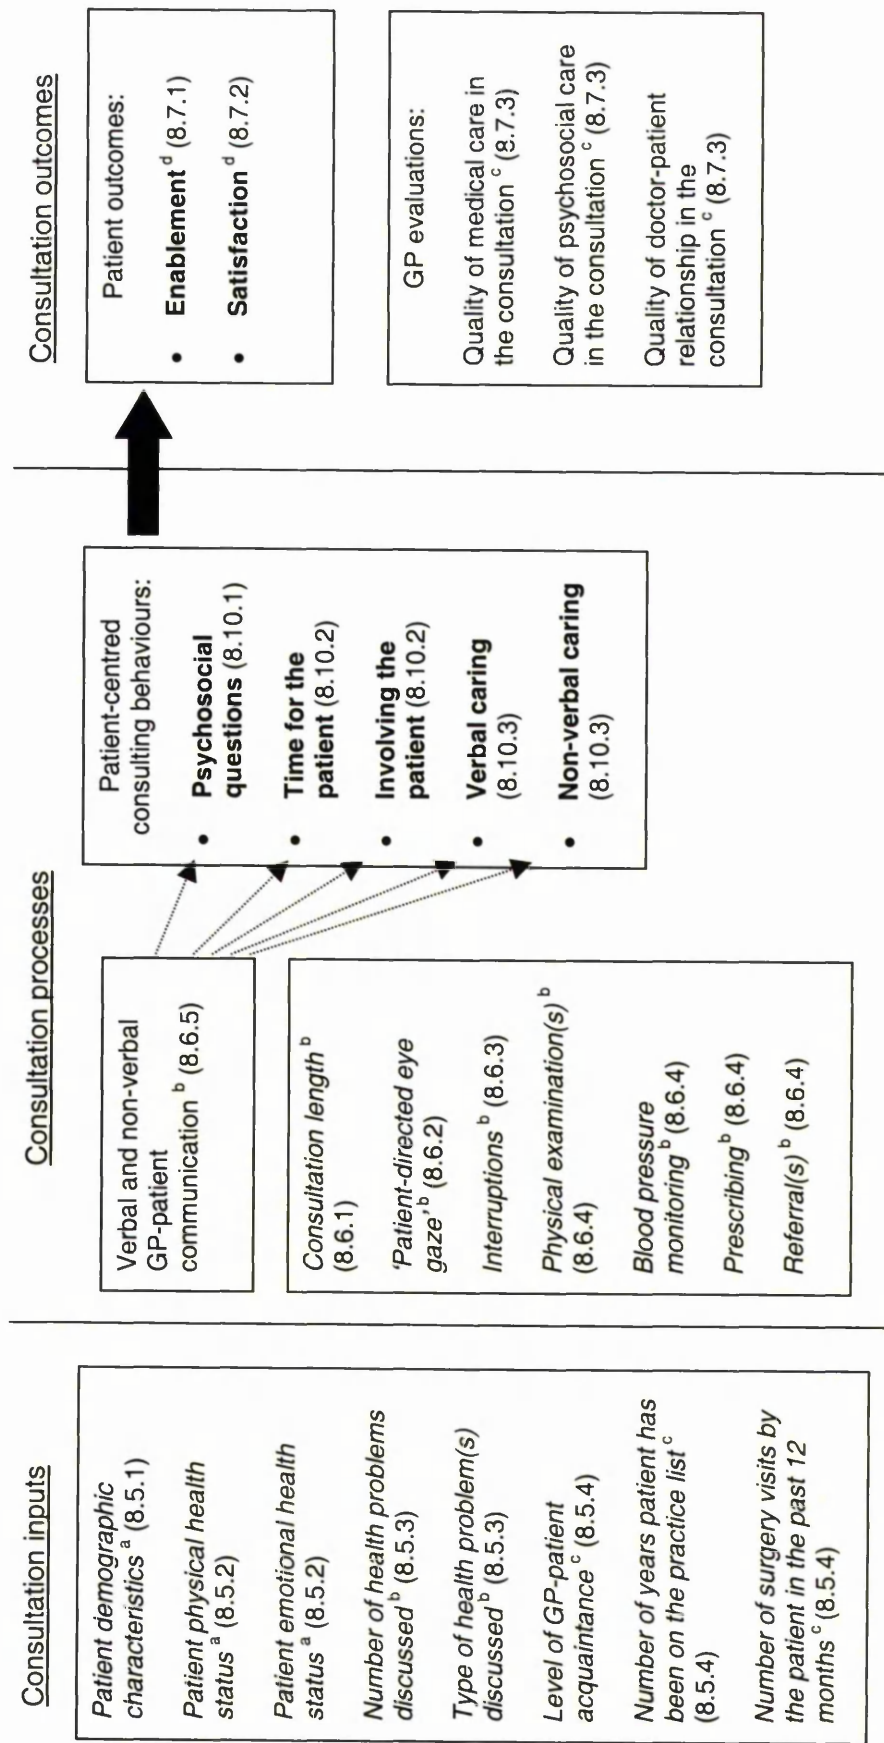 Consultation inputs
Patient demographic
characteristics a (8.5.1)
Patient physical health
status a (8.5.2)
Patient emotional health
status a (8.5.2)
Number of health problems
discussed b (8.5.3)
Type of health problem(s)
discussed b (8.5.3)
Level of GP-patient
acquaintance c (8.5.4)
Number of years patient has
been on the practice list c
(8.5.4)
Number of surgery visits by
the patient in the past 12
months c (8.5.4)
Consultation processes
Verbal and non-verbal
GP-patient
communication b (8.6.5)
Consultation length b
(8.6.1)
'Patient-directed eye
gaze' b (8.6.2)
Interruptions b (8.6.3)
Physical examination(s) b
(8.6.4)
Blood pressure
monitoring b (8.6.4)
Prescribing b (8.6.4)
Referral(s) b (8.6.4)
Patient-centred
consulting behaviours:
• Psychosocial
questions (8.10.1)
• Time for the
patient (8.10.2)
• Involving the
patient (8.10.2)
• Verbal caring
(8.10.3)
• Non-verbal caring
(8.10.3)
Consultation outcomes
Patient outcomes:
• Enablement d (8.7.1)
• Satisfaction d (8.7.2)
GP evaluations:
Quality of medical care in
the consultation c (8.7.3)
Quality of psychosocial care
in the consultation c (8.7.3)
Quality of doctor-patient
relationship in the
consultation c (8.7.3)